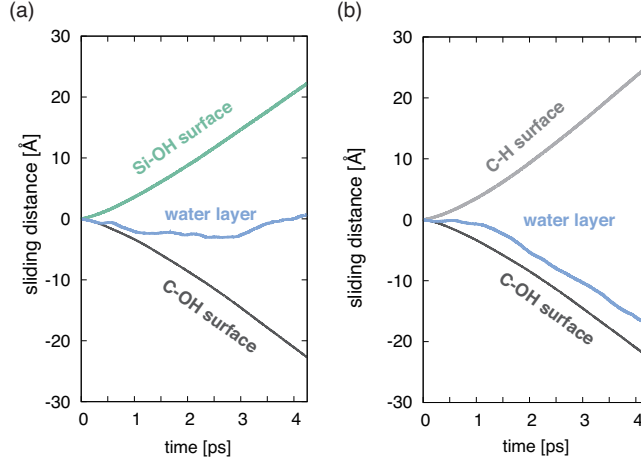 (a)
30
20
10
0
-10
-20
-30
sliding distance [Å]
Si-OH surface
water layer
C-OH surface
0
1
2
3
4
time [ps]
(b)
30
20
10
0
-10
-20
-30
sliding distance [Å]
C-H surface
water layer
C-OH surface
0
1
2
3
4
time [ps]